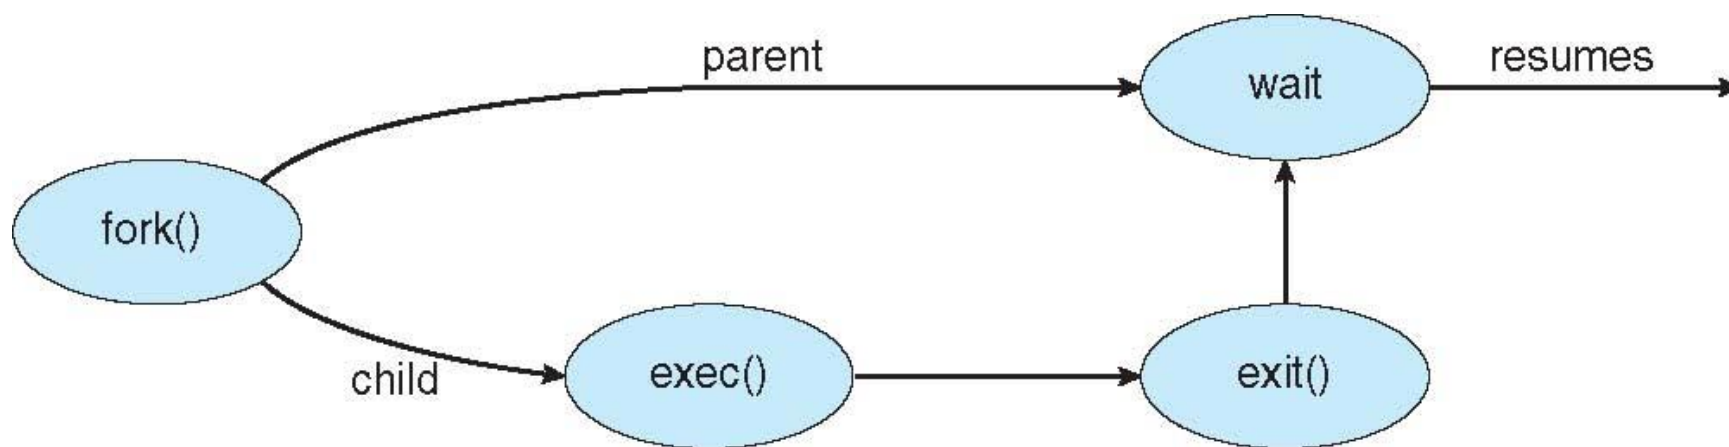 parent
resumes
wait
fork()
child
exec()
exit()